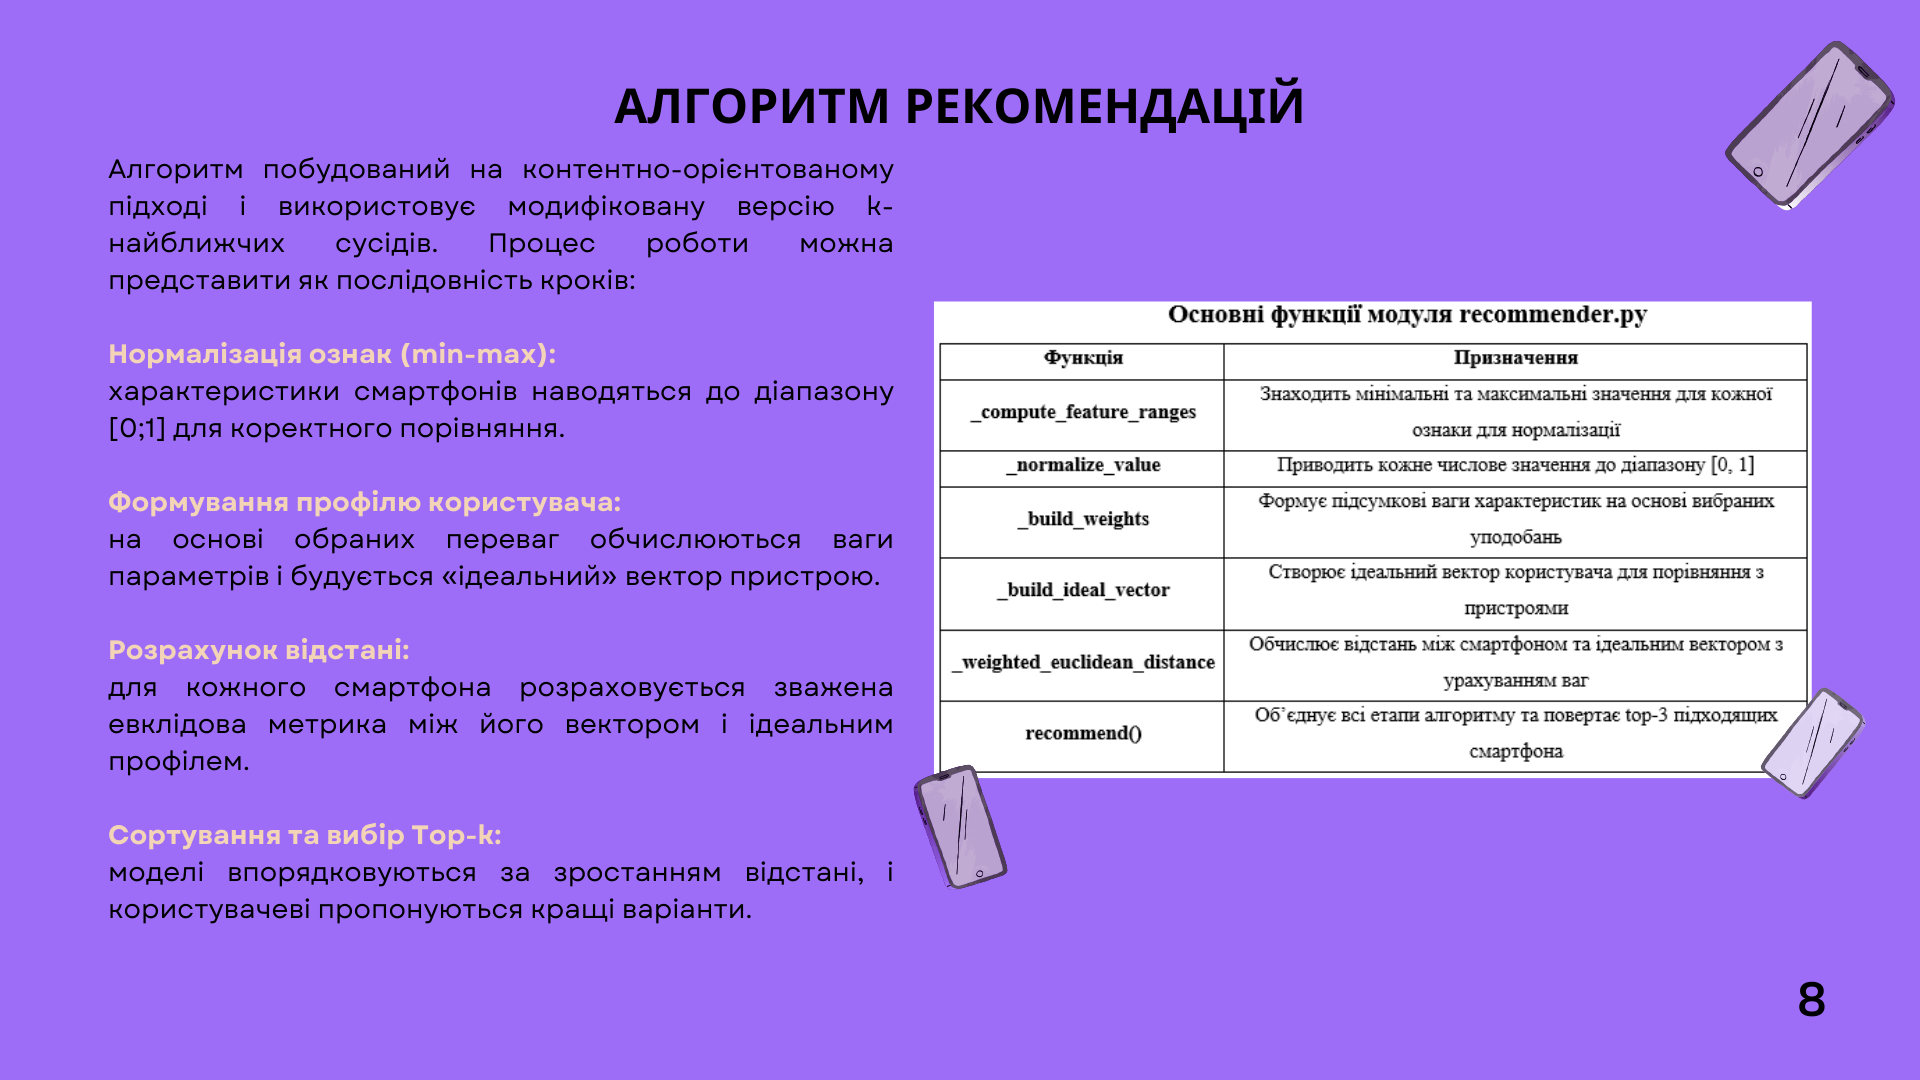 АЛГОРИТМ РЕКОМЕНДАЦІЙ
Алгоритм побудований на контентно-орієнтованому
підході і використовує модифіковану версію k-
найближчих сусідів. Процес роботи можна
представити як послідовність кроків:
Нормалізація ознак (min-max):
характеристики смартфонів наводяться до діапазону
[0;1] для коректного порівняння.
Формування профілю користувача:
на основі обраних переваг обчислюються ваги
параметрів і будується «ідеальний» вектор пристрою.
Розрахунок відстані:
для кожного смартфона розраховується зважена
евклідова метрика між його вектором і ідеальним
профілем.
Сортування та вибір Top-k:
моделі впорядковуються за зростанням відстані, і
користувачеві пропонуються кращі варіанти.
Основні функції модуля recommender.py
Функція
Призначення
_compute_feature_ranges
Знаходить мінімальні та максимальні значення для кожної
ознаки для нормалізації
_normalize_value
Приводить кожне числове значення до діапазону [0, 1]
_build_weights
Формує підсумкові ваги характеристик на основі вибраних
уподобань
_build_ideal_vector
Створює ідеальний вектор користувача для порівняння з
пристроями
_weighted_euclidean_distance
Обчислює відстань між смартфоном та ідеальним вектором з
урахуванням ваг
recommend()
Об’єднує всі етапи алгоритму та повертає top-3 підходящих
смартфона
8